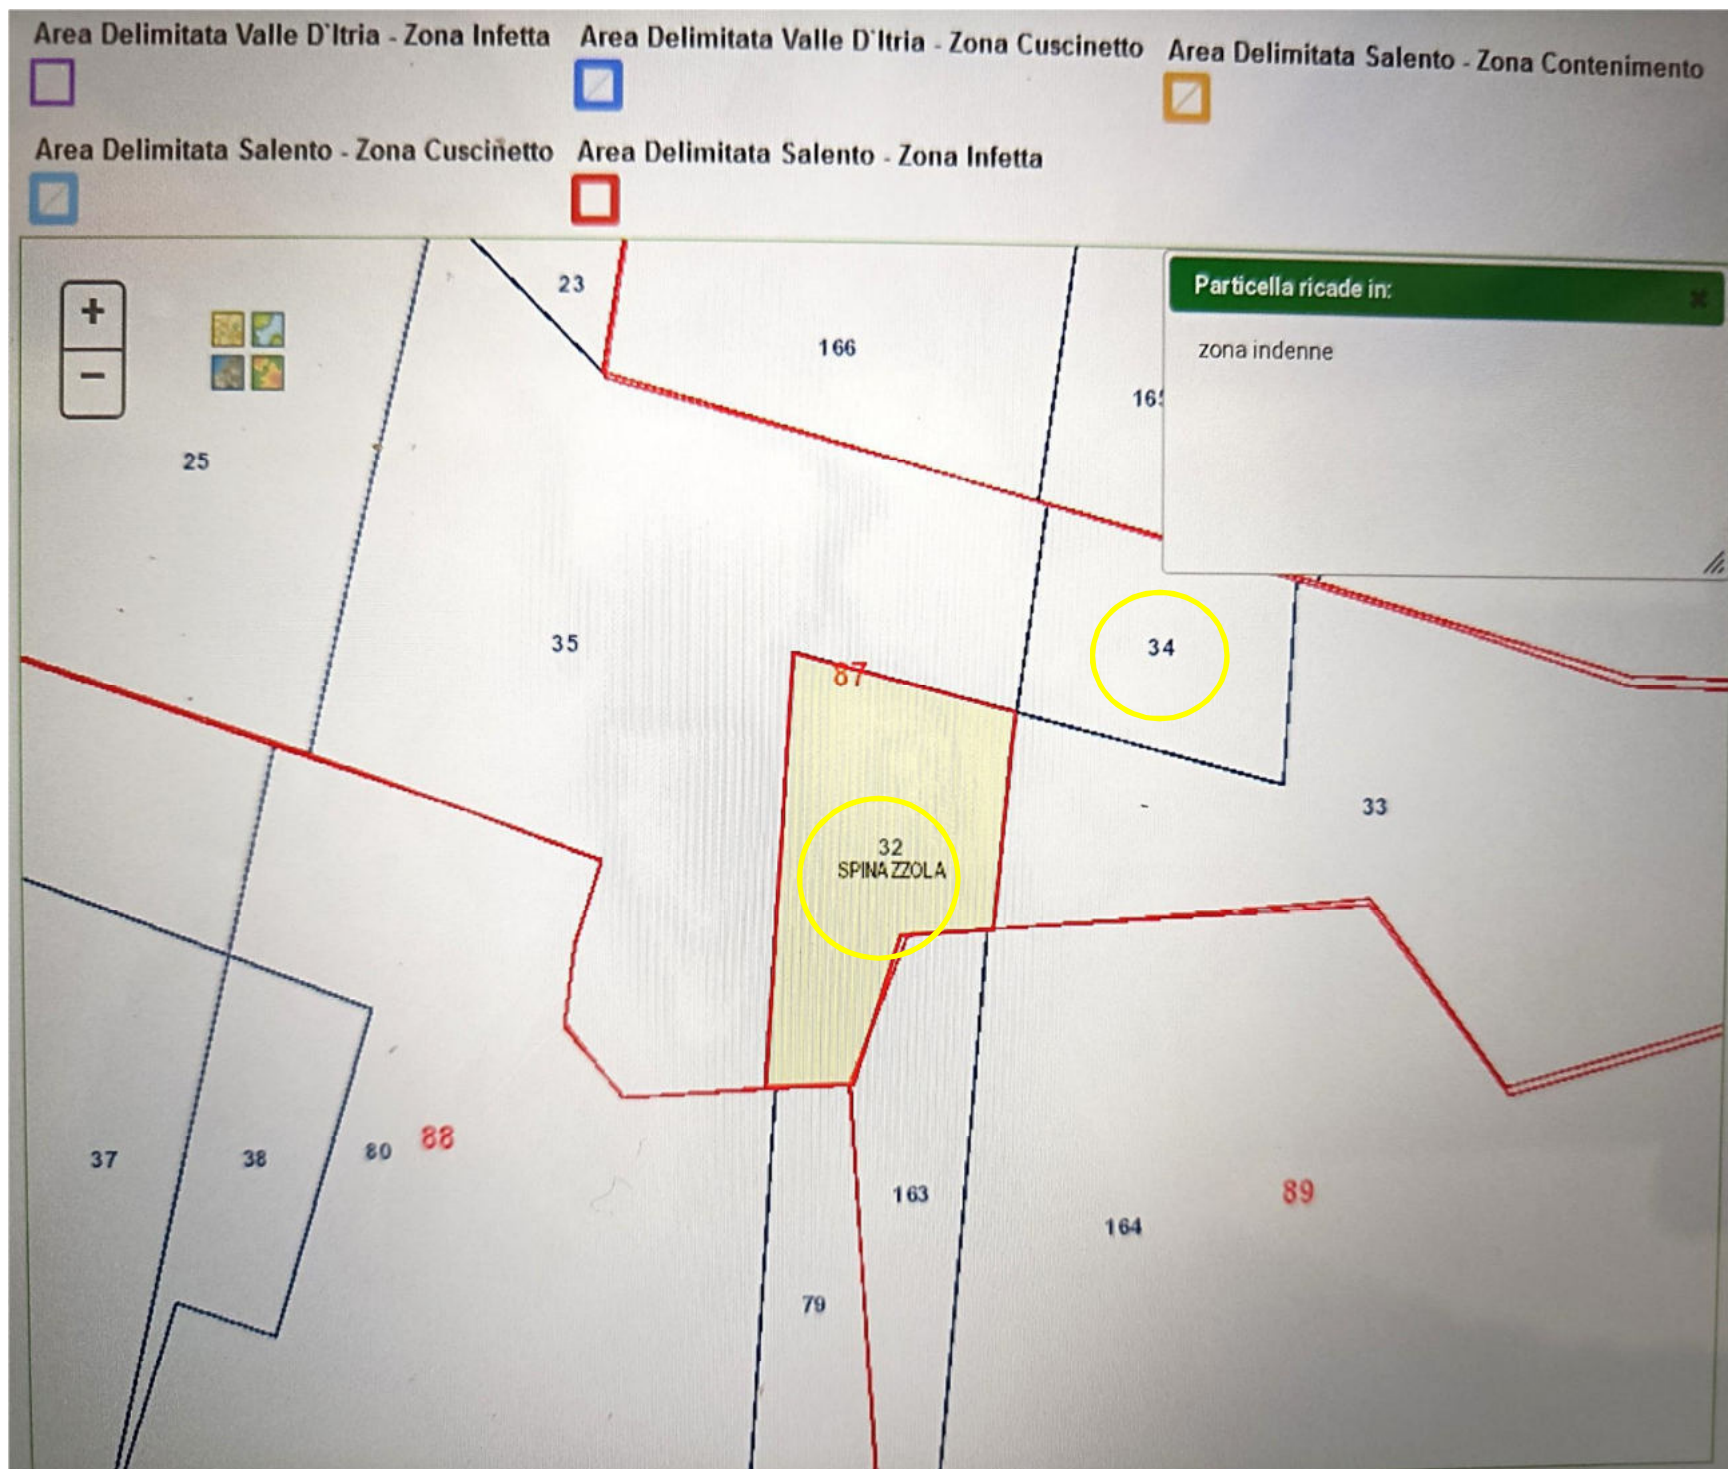 Area Delimitata Valle D`Itria - Zona Infetta
Area Delimitata Valle D`Itria - Zona Cuscinetto
Area Delimitata Salento - Zona Contenimento
Area Delimitata Salento - Zona Cuscinetto
Area Delimitata Salento - Zona Infetta
+
−
Particella ricade in:
zona indenne
23
166
25
35
34
87
32
SPINAZZOLA
33
37
38
80
88
163
164
89
79